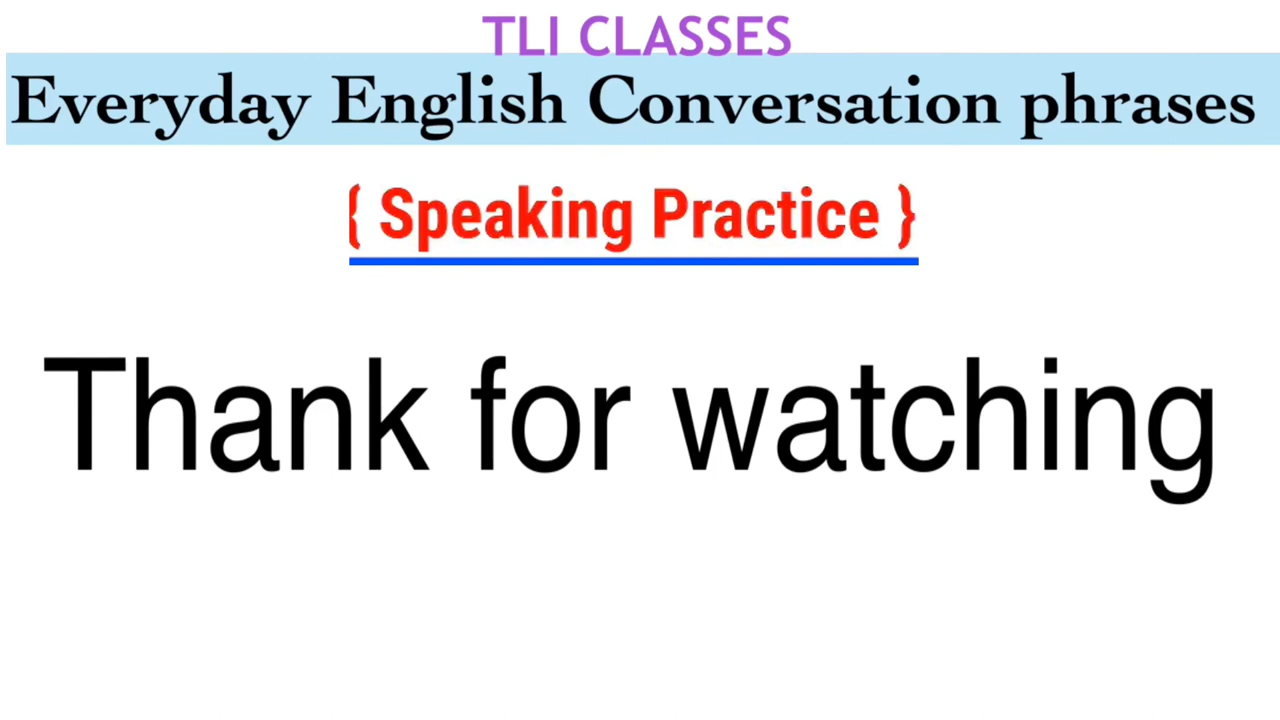 TLI CLASSES
Everyday English Conversation phrases
{ Speaking Practice }
Thank for watching